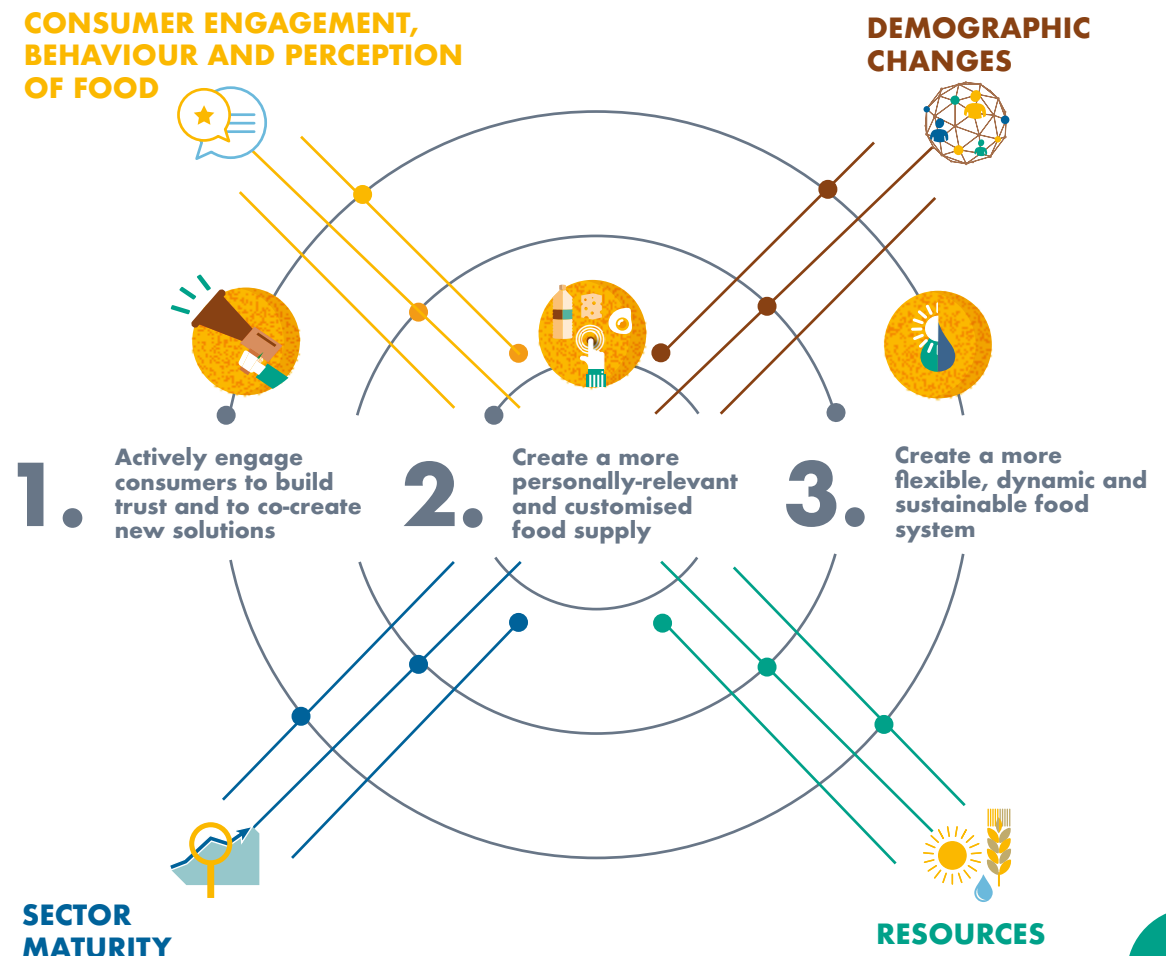 CONSUMER ENGAGEMENT,
BEHAVIOUR AND PERCEPTION
OF FOOD
DEMOGRAPHIC
CHANGES
1.
Actively engage
consumers to build
trust and to co-create
new solutions
2.
Create a more
personally-relevant
and customised
food supply
3.
Create a more
flexible, dynamic and
sustainable food
system
SECTOR
MATURITY
RESOURCES